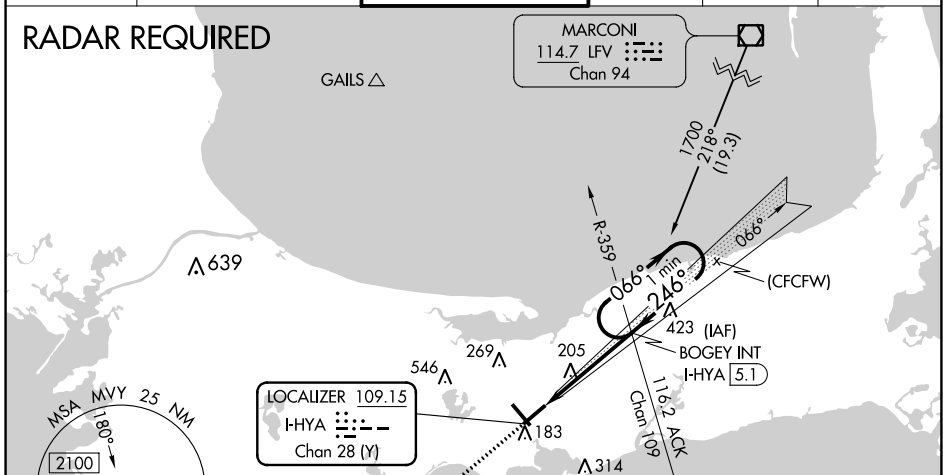 RADAR REQUIRED
MARCONI
114.7 LFV
Chan 94
GAILS
1700
218°
(19.3)
R-359
066°
639
066°
1 min
246°
(CFCFW)
423
(IAF)
BOGEY INT
I-HYA 5.1
205
269
546
116.2 ACK
Chan 109
LOCALIZER 109.15
I-HYA
Chan 28 (Y)
183
314
MSA MVY 25 NM
180°
2100